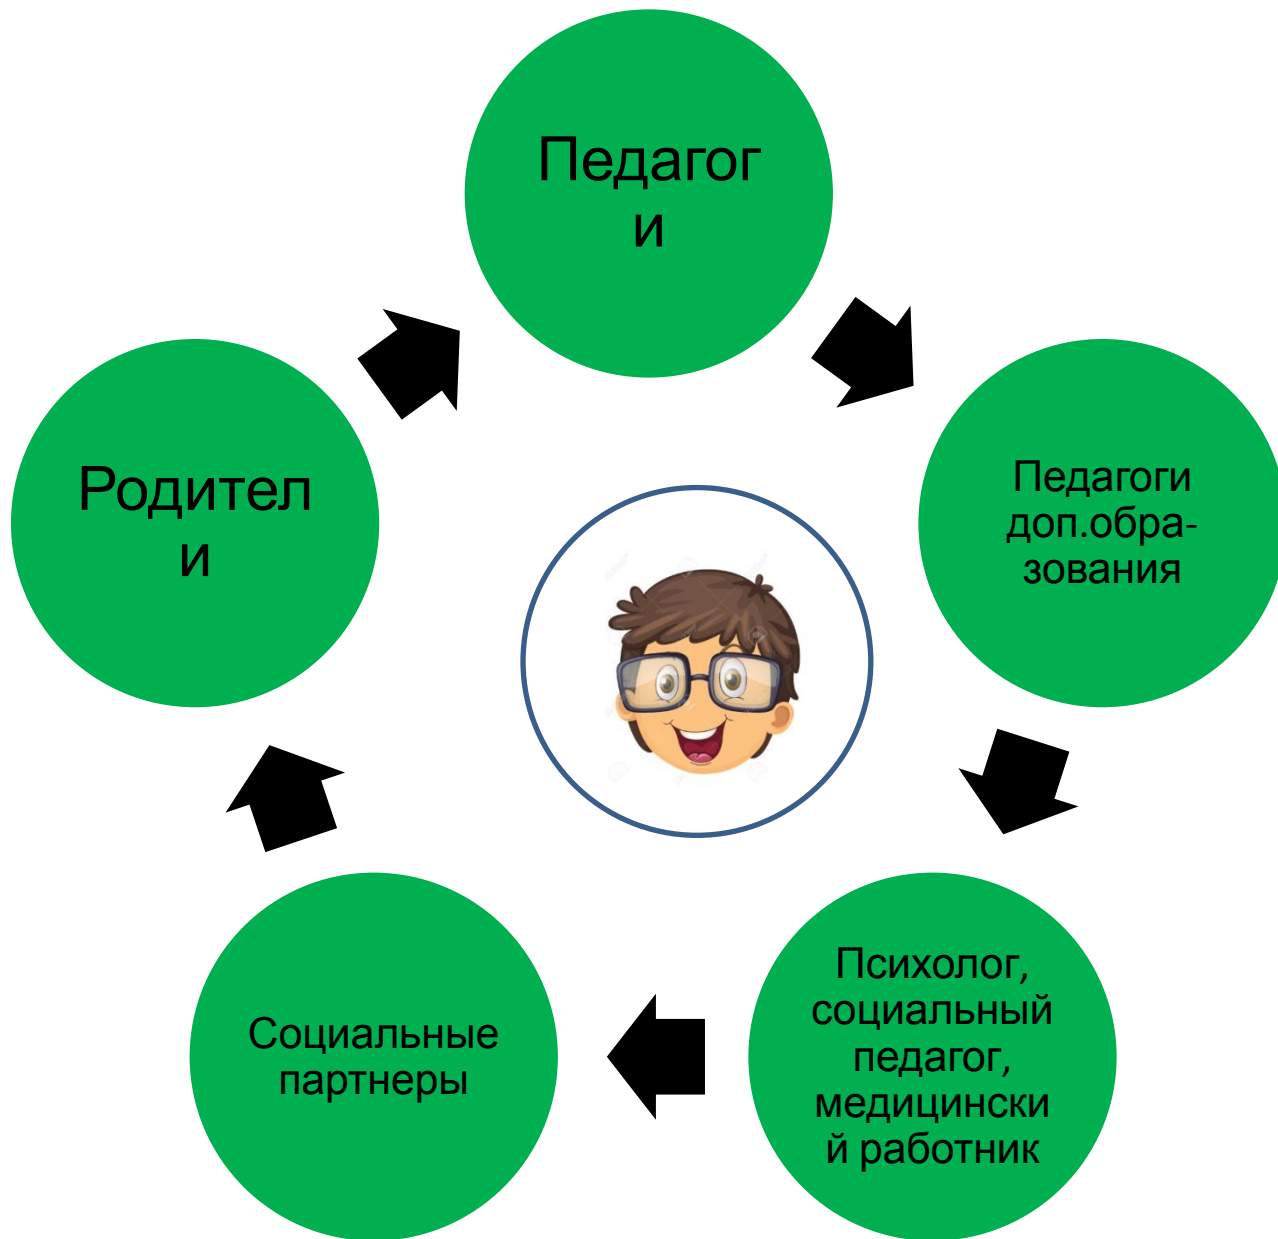 Педагог
и
Педагоги
доп.обра-
зования
Психолог,
социальный
педагог,
медицински
й работник
Социальные
партнеры
Родител
и